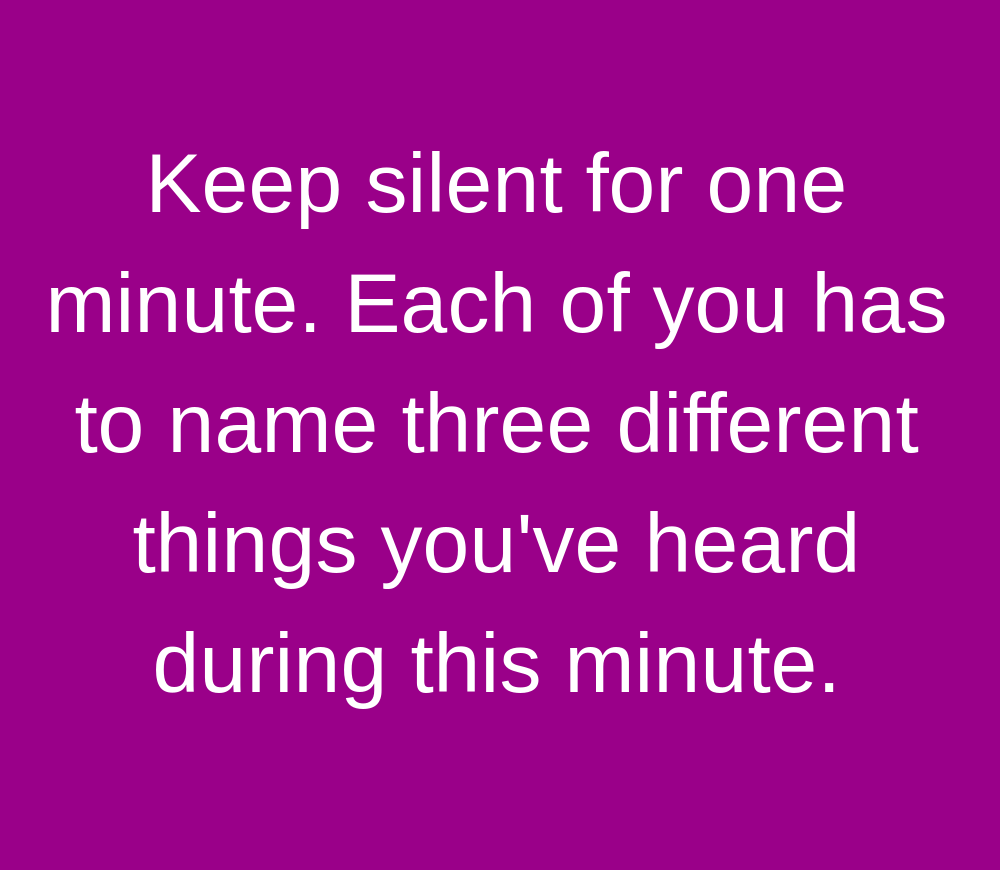 Keep silent for one
minute. Each of you has
to name three different
things you've heard
during this minute.